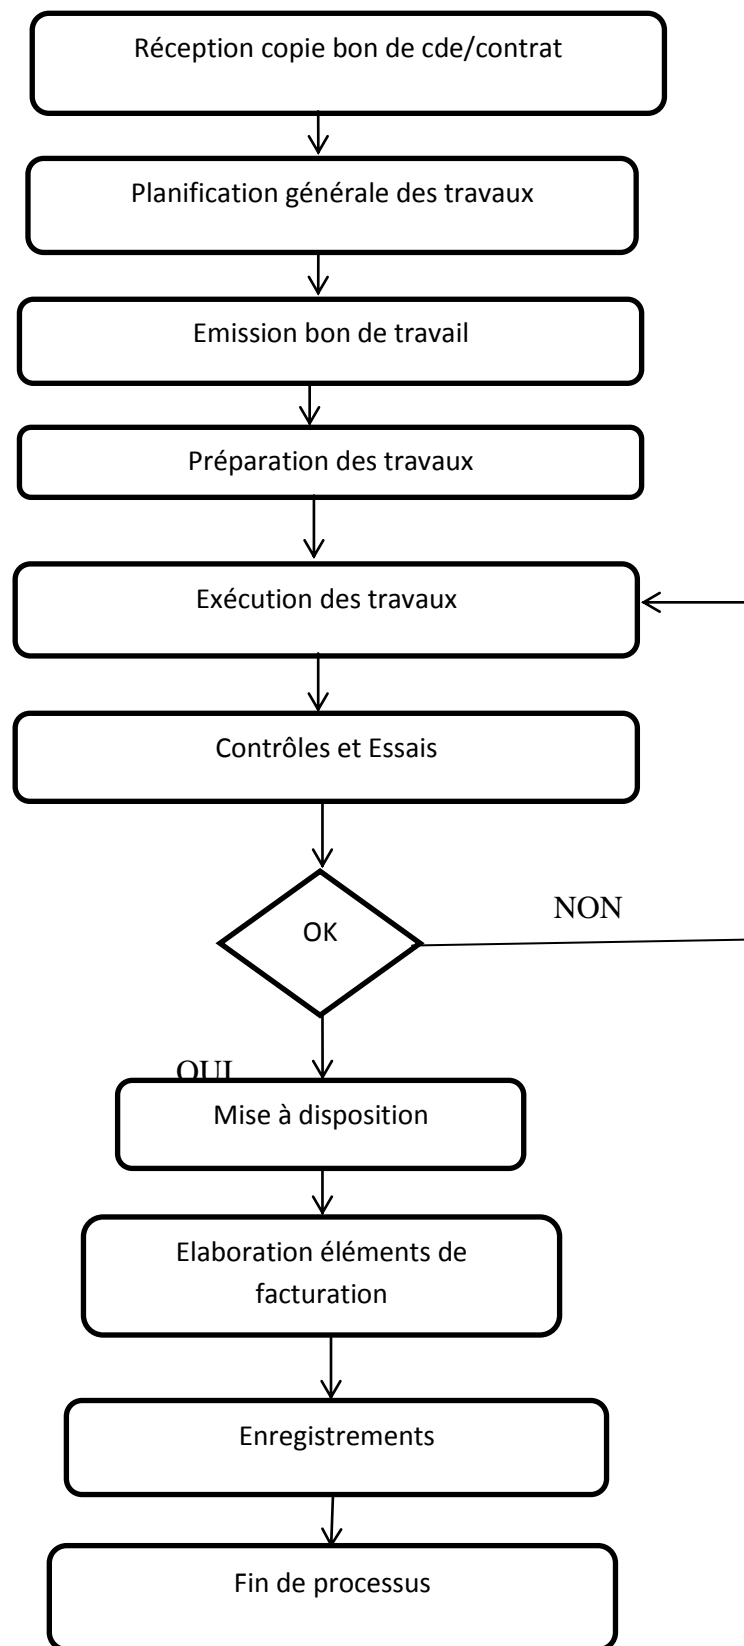 Réception copie bon de cde/contrat
Planification générale des travaux
Emission bon de travail
Préparation des travaux
Exécution des travaux
Contrôles et Essais
OK
NON
OUI
Mise à disposition
Elaboration éléments de
facturation
Enregistrements
Fin de processus